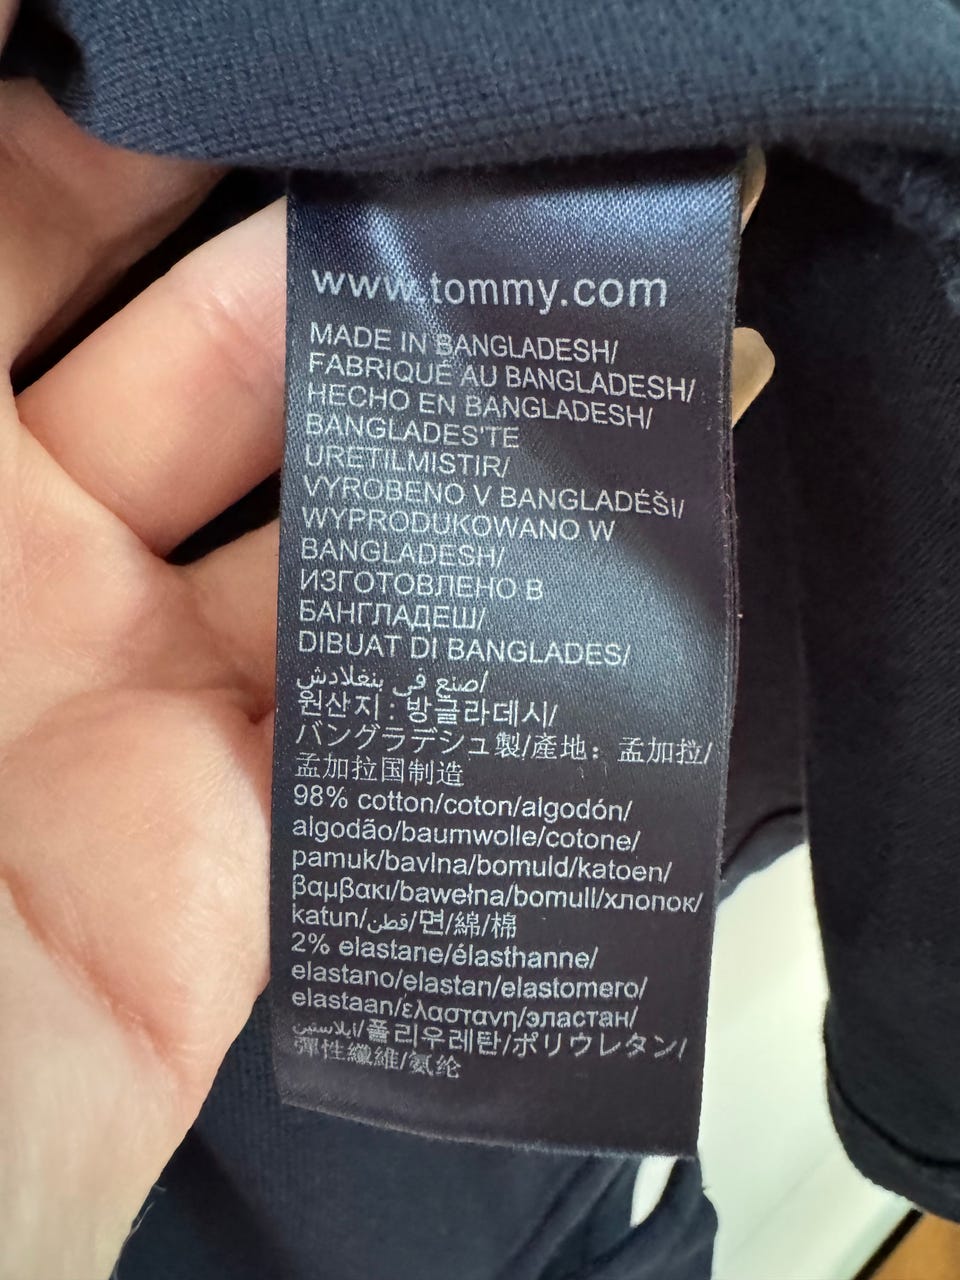 www.tommy.com
MADE IN BANGLADESH/
FABRIQUÉ AU BANGLADESH/
HECHO EN BANGLADESH/
BANGLADES'TE
URETILMISTIR/
VYROBENO V BANGLADÉŠI/
WYPRODUKOWANO W
BANGLADESH/
ИЗГОТОВЛЕНО В
БАНГЛАДЕШ/
DIBUAT DI BANGLADES/
صنع في بنغلادش/
원산지 : 방글라데시/
バングラデシュ製/產地：孟加拉/
孟加拉国制造
98% cotton/coton/algodón/
algodão/baumwolle/cotone/
pamuk/bavlna/bomuld/katoen/
βαμβακι/bawełna/bomull/хлопок/
katun/قطن/면/綿/棉
2% elastane/élasthanne/
elastano/elastan/elastomero/
elastaan/ελαστανη/эластан/
ايلاستين/폴리우레탄/ポリウレタン/
彈性纖維/氨纶